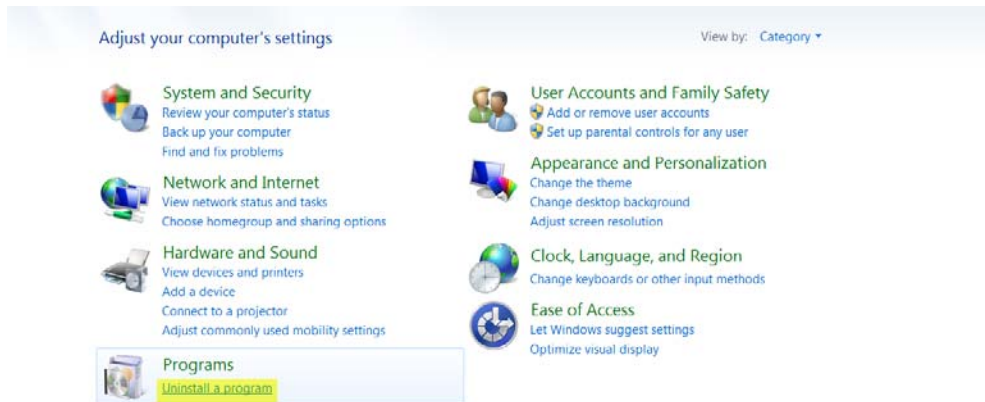 Adjust your computer's settings
View by: Category
System and Security
Review your computer's status
Back up your computer
Find and fix problems
Network and Internet
View network status and tasks
Choose homegroup and sharing options
Hardware and Sound
View devices and printers
Add a device
Connect to a projector
Adjust commonly used mobility settings
Programs
Uninstall a program
User Accounts and Family Safety
Add or remove user accounts
Set up parental controls for any user
Appearance and Personalization
Change the theme
Change desktop background
Adjust screen resolution
Clock, Language, and Region
Change keyboards or other input methods
Ease of Access
Let Windows suggest settings
Optimize visual display